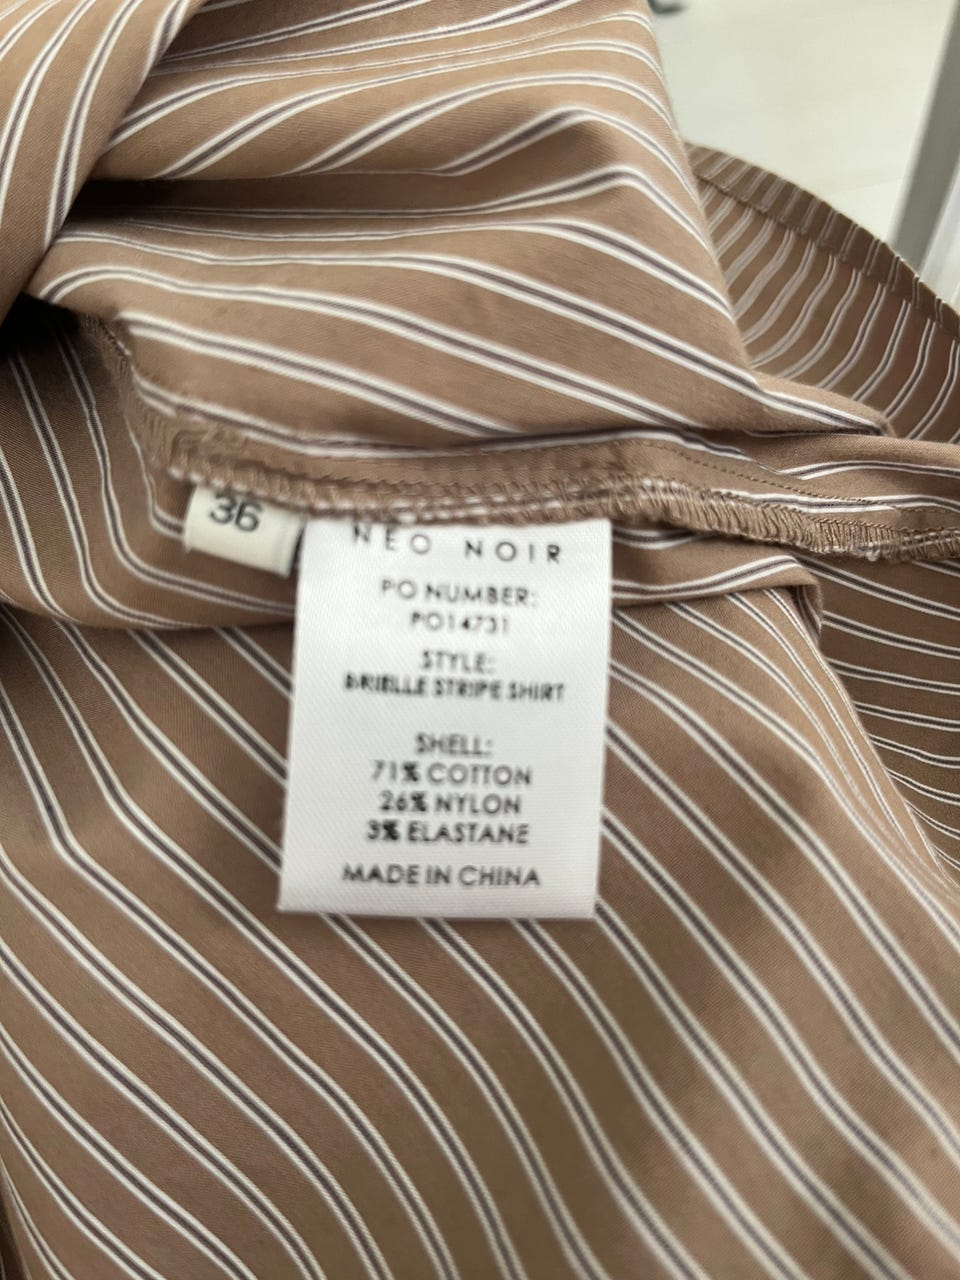 36
NEO NOIR
PO NUMBER:
PO14731
STYLE:
BRIELLE STRIPE SHIRT
SHELL:
71% COTTON
26% NYLON
3% ELASTANE
MADE IN CHINA